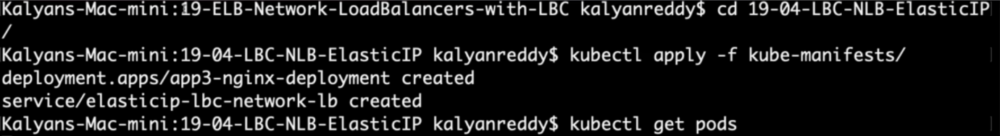 Kalyans-Mac-mini:19-ELB-Network-LoadBalancers-with-LBC kalyanreddy$ cd 19-04-LBC-NLB-ElasticIP
/
Kalyans-Mac-mini:19-04-LBC-NLB-ElasticIP kalyanreddy$ kubectl apply -f kube-manifests/
deployment.apps/app3-nginx-deployment created
service/elasticip-lbc-network-lb created
Kalyans-Mac-mini:19-04-LBC-NLB-ElasticIP kalyanreddy$ kubectl get pods